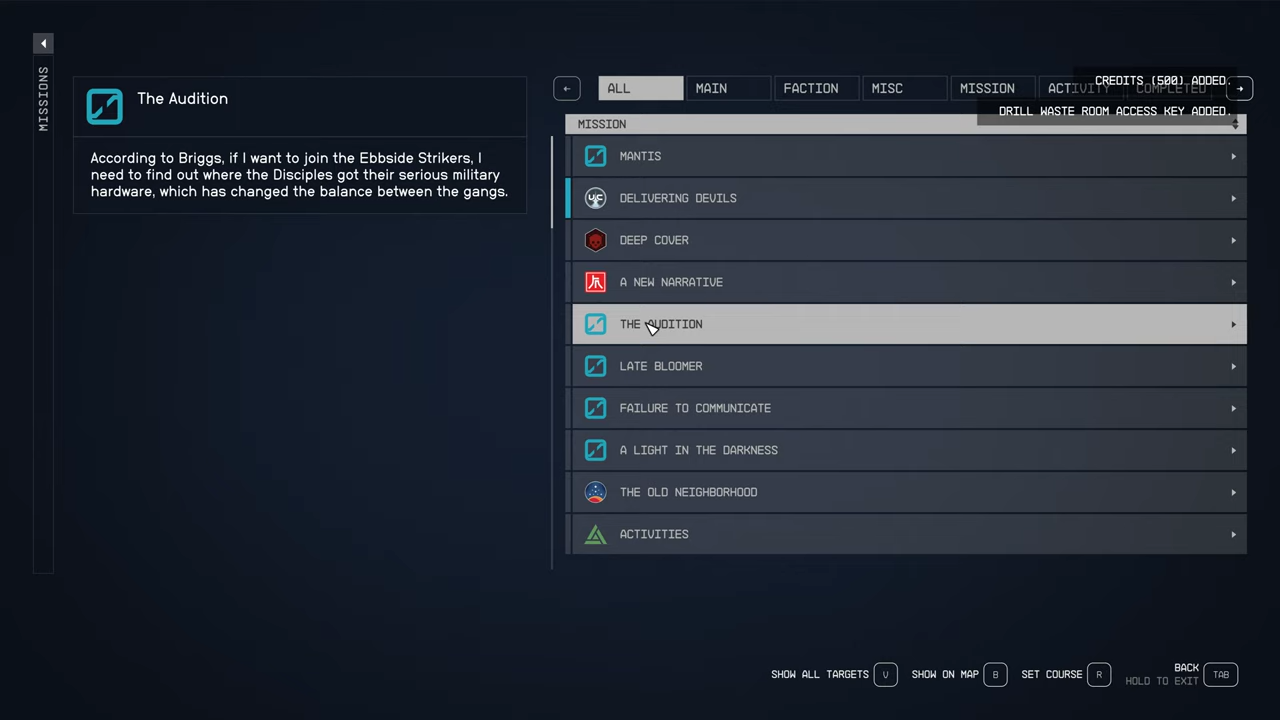 MISSIONS
The Audition
According to Briggs, if I want to join the Ebbside Strikers, I
need to find out where the Disciples got their serious military
hardware, which has changed the balance between the gangs.
ALL
MAIN
FACTION
MISC
MISSION
ACTIVITY
COMPLETED
CREDITS (500) ADDED.
DRILL WASTE ROOM ACCESS KEY ADDED.
MISSION
MANTIS
UC
DELIVERING DEVILS
DEEP COVER
A NEW NARRATIVE
THE AUDITION
LATE BLOOMER
FAILURE TO COMMUNICATE
A LIGHT IN THE DARKNESS
THE OLD NEIGHBORHOOD
ACTIVITIES
SHOW ALL TARGETS V
SHOW ON MAP B
SET COURSE R
BACK
HOLD TO EXIT
TAB